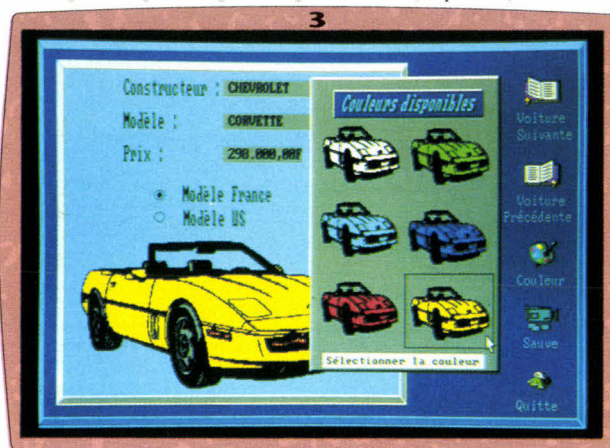 3
Constructeur : CHEVROLET
Modèle : CORVETTE
Prix : 290.000,00F
Modèle France
Modèle US
Couleurs disponibles
Sélectionner la couleur
Voiture
Suivante
Voiture
Précédente
Couleur
Sauve
Quitte